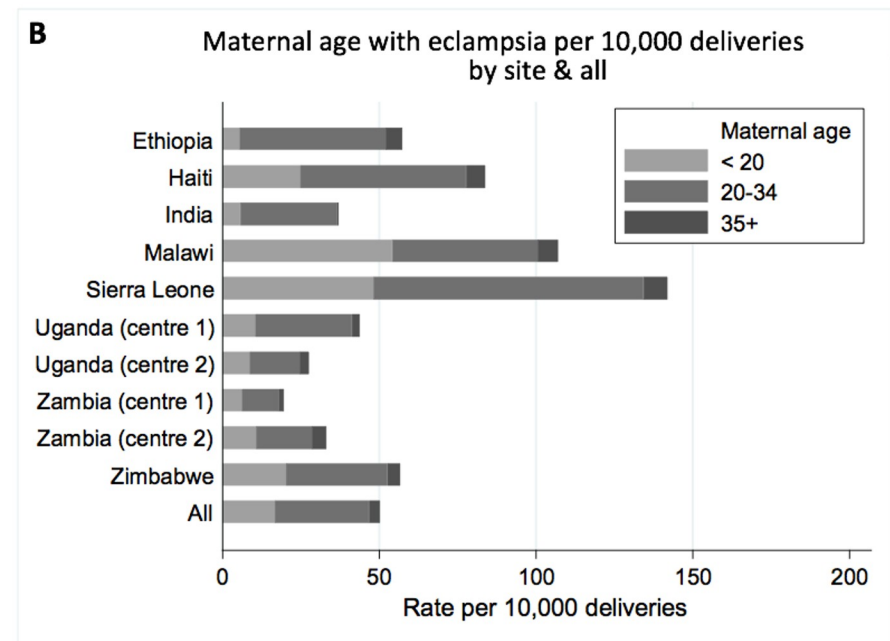 B
Maternal age with eclampsia per 10,000 deliveries
by site & all
Maternal age
< 20
20-34
35+
Ethiopia
Haiti
India
Malawi
Sierra Leone
Uganda (centre 1)
Uganda (centre 2)
Zambia (centre 1)
Zambia (centre 2)
Zimbabwe
All
0 50 100 150 200
Rate per 10,000 deliveries